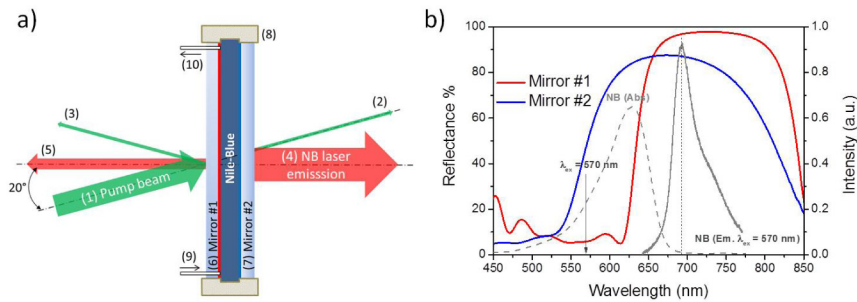 a)
(8)
(10)
(3)
(2)
(5)
(4) NB laser
emisssion
Nile-Blue
20°
(1) Pump beam
(6) Mirror #1
(7) Mirror #2
(9)
b)
100
80
60
40
20
0
Reflectance %
Mirror #1
Mirror #2
NB (Abs)
λex = 570 nm
NB (Em. λex = 570 nm)
1.0
0.8
0.6
0.4
0.2
0.0
Intensity (a.u.)
450 500 550 600 650 700 750 800 850
Wavelength (nm)